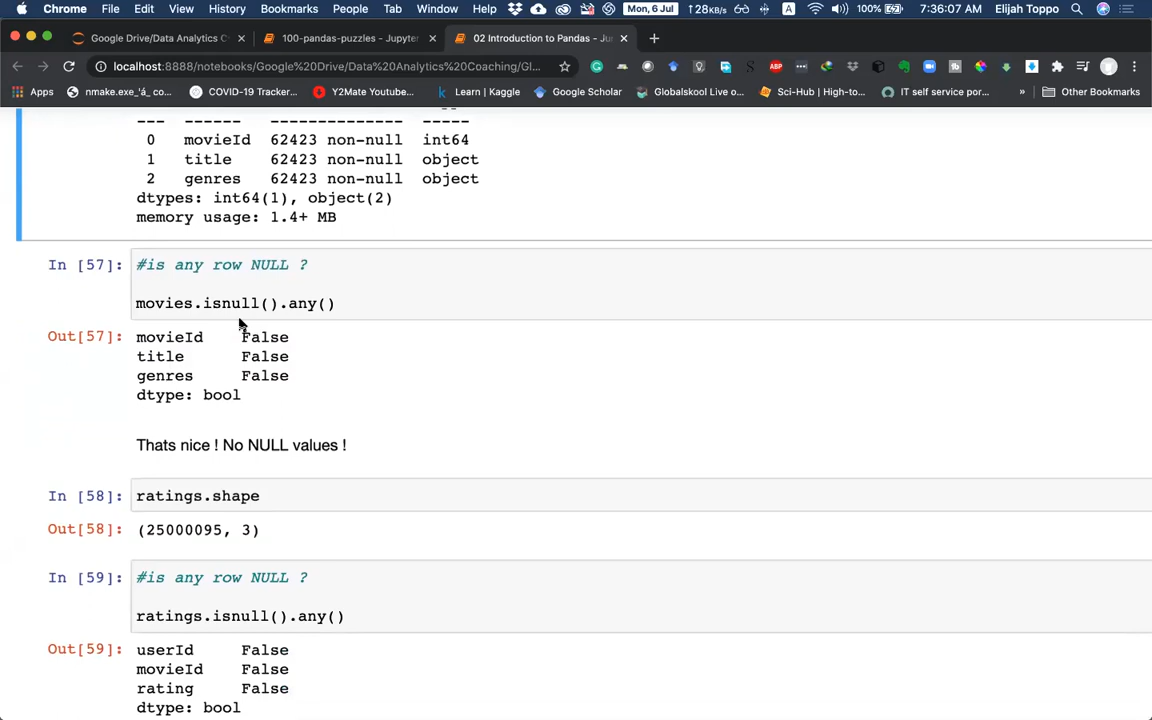 Chrome File Edit View History Bookmarks People Tab Window Help Mon, 6 Jul ↑28KB/s A 100% 7:36:07 AM Elijah Toppo
Google Drive/Data Analytics C 100-pandas-puzzles - Jupyter 02 Introduction to Pandas - Ju
localhost:8888/notebooks/Google%20Drive/Data%20Analytics%20Coaching/Gl... ABP
Apps nmake.exe_'á_ co... COVID-19 Tracker... Y2Mate Youtube... Learn | Kaggle Google Scholar Globalskool Live o... Sci-Hub | High-to... IT self service por... » Other Bookmarks
--- ------ -------------- -----
0 movieId 62423 non-null int64
1 title 62423 non-null object
2 genres 62423 non-null object
dtypes: int64(1), object(2)
memory usage: 1.4+ MB
In [57]: #is any row NULL ?
movies.isnull().any()
Out[57]: movieId False
title False
genres False
dtype: bool
Thats nice ! No NULL values !
In [58]: ratings.shape
Out[58]: (25000095, 3)
In [59]: #is any row NULL ?
ratings.isnull().any()
Out[59]: userId False
movieId False
rating False
dtype: bool